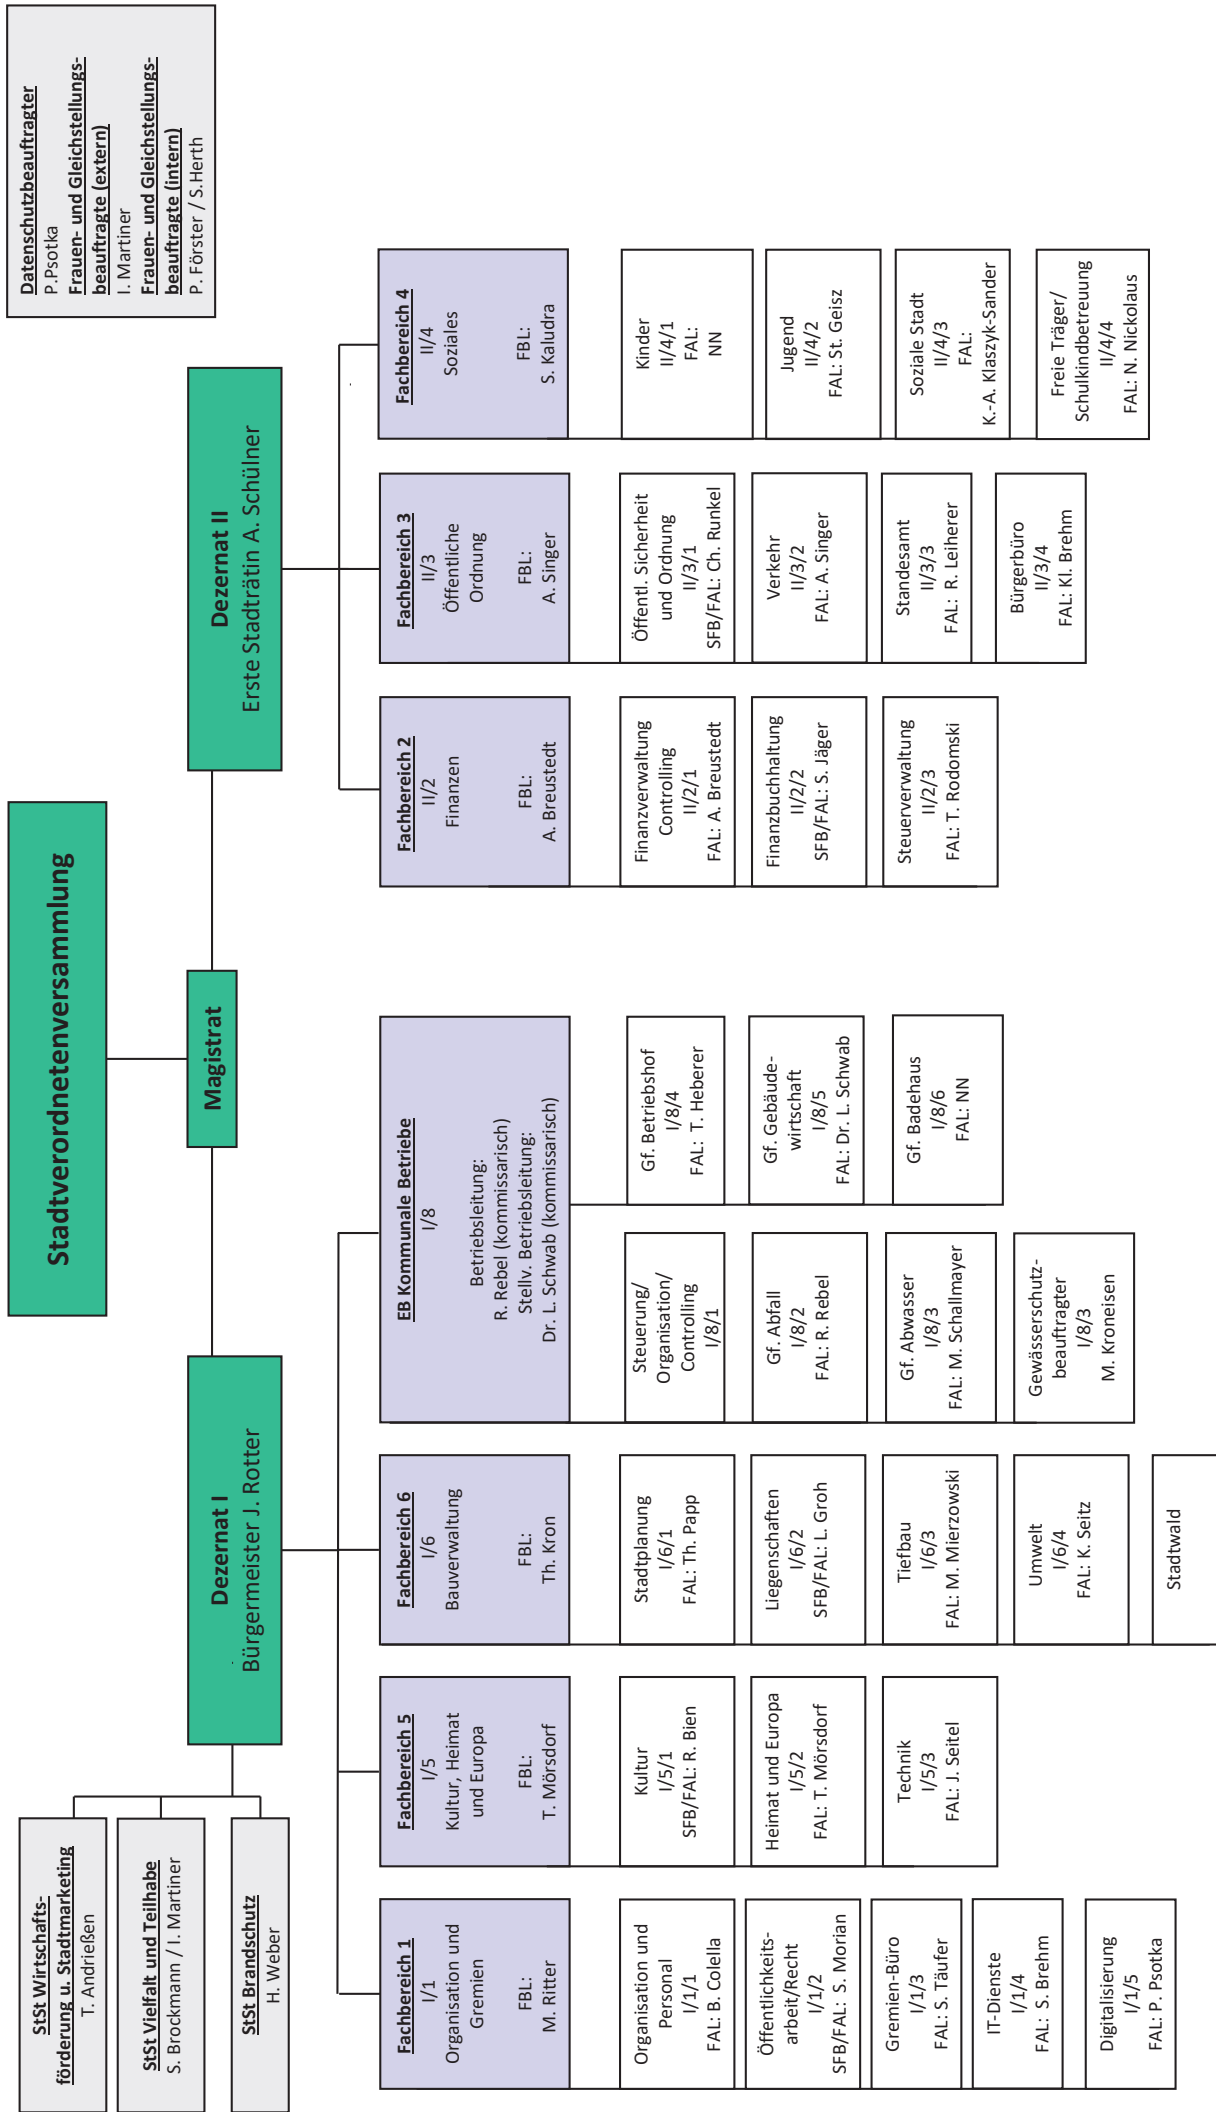 Stadtverordnetenversammlung
Magistrat
Datenschutzbeauftragter
P.Psotka
Frauen- und Gleichstellungs-
beauftragte (extern)
I. Martiner
Frauen- und Gleichstellungs-
beauftragte (intern)
P. Förster / S.Herth
StSt Wirtschafts-
förderung u. Stadtmarketing
T. Andrießen
StSt Vielfalt und Teilhabe
S. Brockmann / I. Martiner
StSt Brandschutz
H. Weber
Dezernat I
Bürgermeister J. Rotter
Dezernat II
Erste Stadträtin A. Schülner
Fachbereich 1
I/1
Organisation und
Gremien
FBL:
M. Ritter
Organisation und
Personal
I/1/1
FAL: B. Colella
Öffentlichkeits-
arbeit/Recht
I/1/2
SFB/FAL: S. Morian
Gremien-Büro
I/1/3
FAL: S. Täufer
IT-Dienste
I/1/4
FAL: S. Brehm
Digitalisierung
I/1/5
FAL: P. Psotka
Fachbereich 5
I/5
Kultur, Heimat
und Europa
FBL:
T. Mörsdorf
Kultur
I/5/1
SFB/FAL: R. Bien
Heimat und Europa
I/5/2
FAL: T. Mörsdorf
Technik
I/5/3
FAL: J. Seitel
Fachbereich 6
I/6
Bauverwaltung
FBL:
Th. Kron
Stadtplanung
I/6/1
FAL: Th. Papp
Liegenschaften
I/6/2
SFB/FAL: L. Groh
Tiefbau
I/6/3
FAL: M. Mierzowski
Umwelt
I/6/4
FAL: K. Seitz
Stadtwald
EB Kommunale Betriebe
I/8
Betriebsleitung:
R. Rebel (kommissarisch)
Stellv. Betriebsleitung:
Dr. L. Schwab (kommissarisch)
Steuerung/
Organisation/
Controlling
I/8/1
Gf. Abfall
I/8/2
FAL: R. Rebel
Gf. Abwasser
I/8/3
FAL: M. Schallmayer
Gewässerschutz-
beauftragter
I/8/3
M. Kroneisen
Gf. Betriebshof
I/8/4
FAL: T. Heberer
Gf. Gebäude-
wirtschaft
I/8/5
FAL: Dr. L. Schwab
Gf. Badehaus
I/8/6
FAL: NN
Fachbereich 2
II/2
Finanzen
FBL:
A. Breustedt
Finanzverwaltung
Controlling
II/2/1
FAL: A. Breustedt
Finanzbuchhaltung
II/2/2
SFB/FAL: S. Jäger
Steuerverwaltung
II/2/3
FAL: T. Rodomski
Fachbereich 3
II/3
Öffentliche
Ordnung
FBL:
A. Singer
Öffentl. Sicherheit
und Ordnung
II/3/1
SFB/FAL: Ch. Runkel
Verkehr
II/3/2
FAL: A. Singer
Standesamt
II/3/3
FAL: R. Leiherer
Bürgerbüro
II/3/4
FAL: Kl. Brehm
Fachbereich 4
II/4
Soziales
FBL:
S. Kaludra
Kinder
II/4/1
FAL:
NN
Jugend
II/4/2
FAL: St. Geisz
Soziale Stadt
II/4/3
FAL:
K.-A. Klaszyk-Sander
Freie Träger/
Schulkindbetreuung
II/4/4
FAL: N. Nickolaus